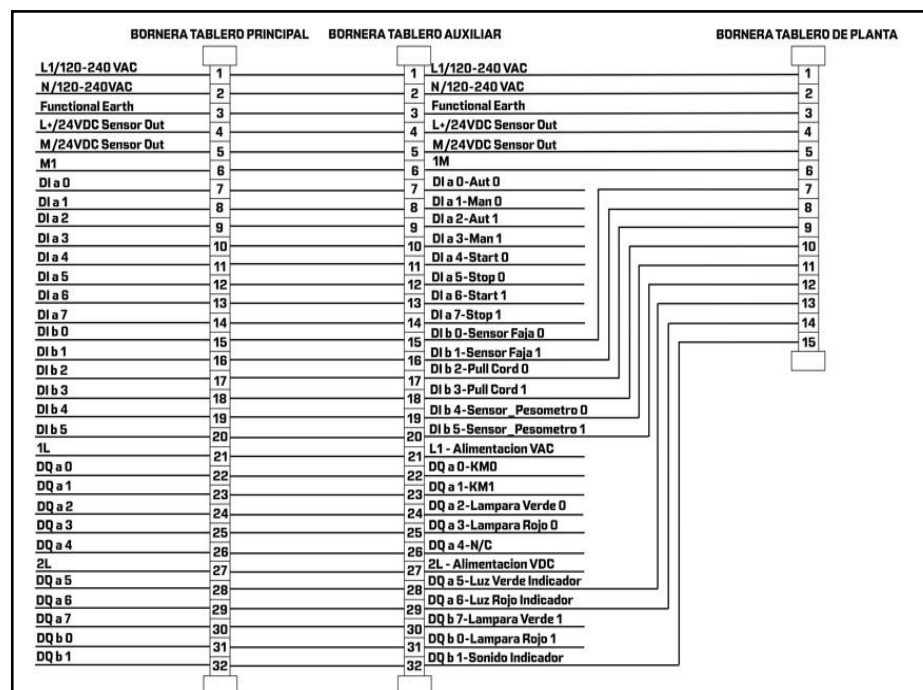 BORNERA TABLERO PRINCIPAL BORNERA TABLERO AUXILIAR BORNERA TABLERO DE PLANTA
L1/120-240 VAC 1 1 L1/120-240 VAC 1
N/120-240VAC 2 2 N/120-240 VAC 2
Functional Earth 3 3 Functional Earth 3
L+/24VDC Sensor Out 4 4 L+/24VDC Sensor Out 4
M/24VDC Sensor Out 5 5 M/24VDC Sensor Out 5
M1 6 6 1M 6
DI a 0 7 7 DI a 0-Aut 0 7
DI a 1 8 8 DI a 1-Man 0 8
DI a 2 9 9 DI a 2-Aut 1 9
DI a 3 10 10 DI a 3-Man 1 10
DI a 4 11 11 DI a 4-Start 0 11
DI a 5 12 12 DI a 5-Stop 0 12
DI a 6 13 13 DI a 6-Start 1 13
DI a 7 14 14 DI a 7-Stop 1 14
DI b 0 15 15 DI b 0-Sensor Faja 0 15
DI b 1 16 16 DI b 1-Sensor Faja 1
DI b 2 17 17 DI b 2-Pull Cord 0
DI b 3 18 18 DI b 3-Pull Cord 1
DI b 4 19 19 DI b 4-Sensor_Pesometro 0
DI b 5 20 20 DI b 5-Sensor_Pesometro 1
1L 21 21 L1 - Alimentacion VAC
DQ a 0 22 22 DQ a 0-KM0
DQ a 1 23 23 DQ a 1-KM1
DQ a 2 24 24 DQ a 2-Lampara Verde 0
DQ a 3 25 25 DQ a 3-Lampara Rojo 0
DQ a 4 26 26 DQ a 4-N/C
2L 27 27 2L - Alimentacion VDC
DQ a 5 28 28 DQ a 5-Luz Verde Indicador
DQ a 6 29 29 DQ a 6-Luz Rojo Indicador
DQ a 7 30 30 DQ b 7-Lampara Verde 1
DQ b 0 31 31 DQ b 0-Lampara Rojo 1
DQ b 1 32 32 DQ b 1-Sonido Indicador